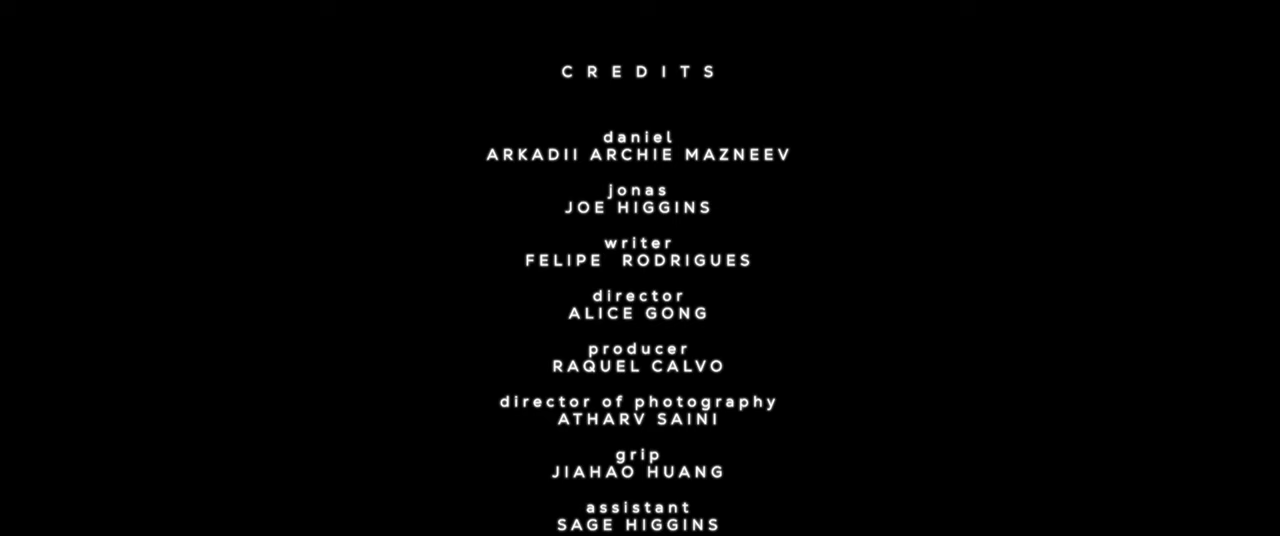 CREDITS
daniel
ARKADII ARCHIE MAZNEEV
jonas
JOE HIGGINS
writer
FELIPE RODRIGUES
director
ALICE GONG
producer
RAQUEL CALVO
director of photography
ATHARV SAINI
grip
JIAHAO HUANG
assistant
SAGE HIGGINS